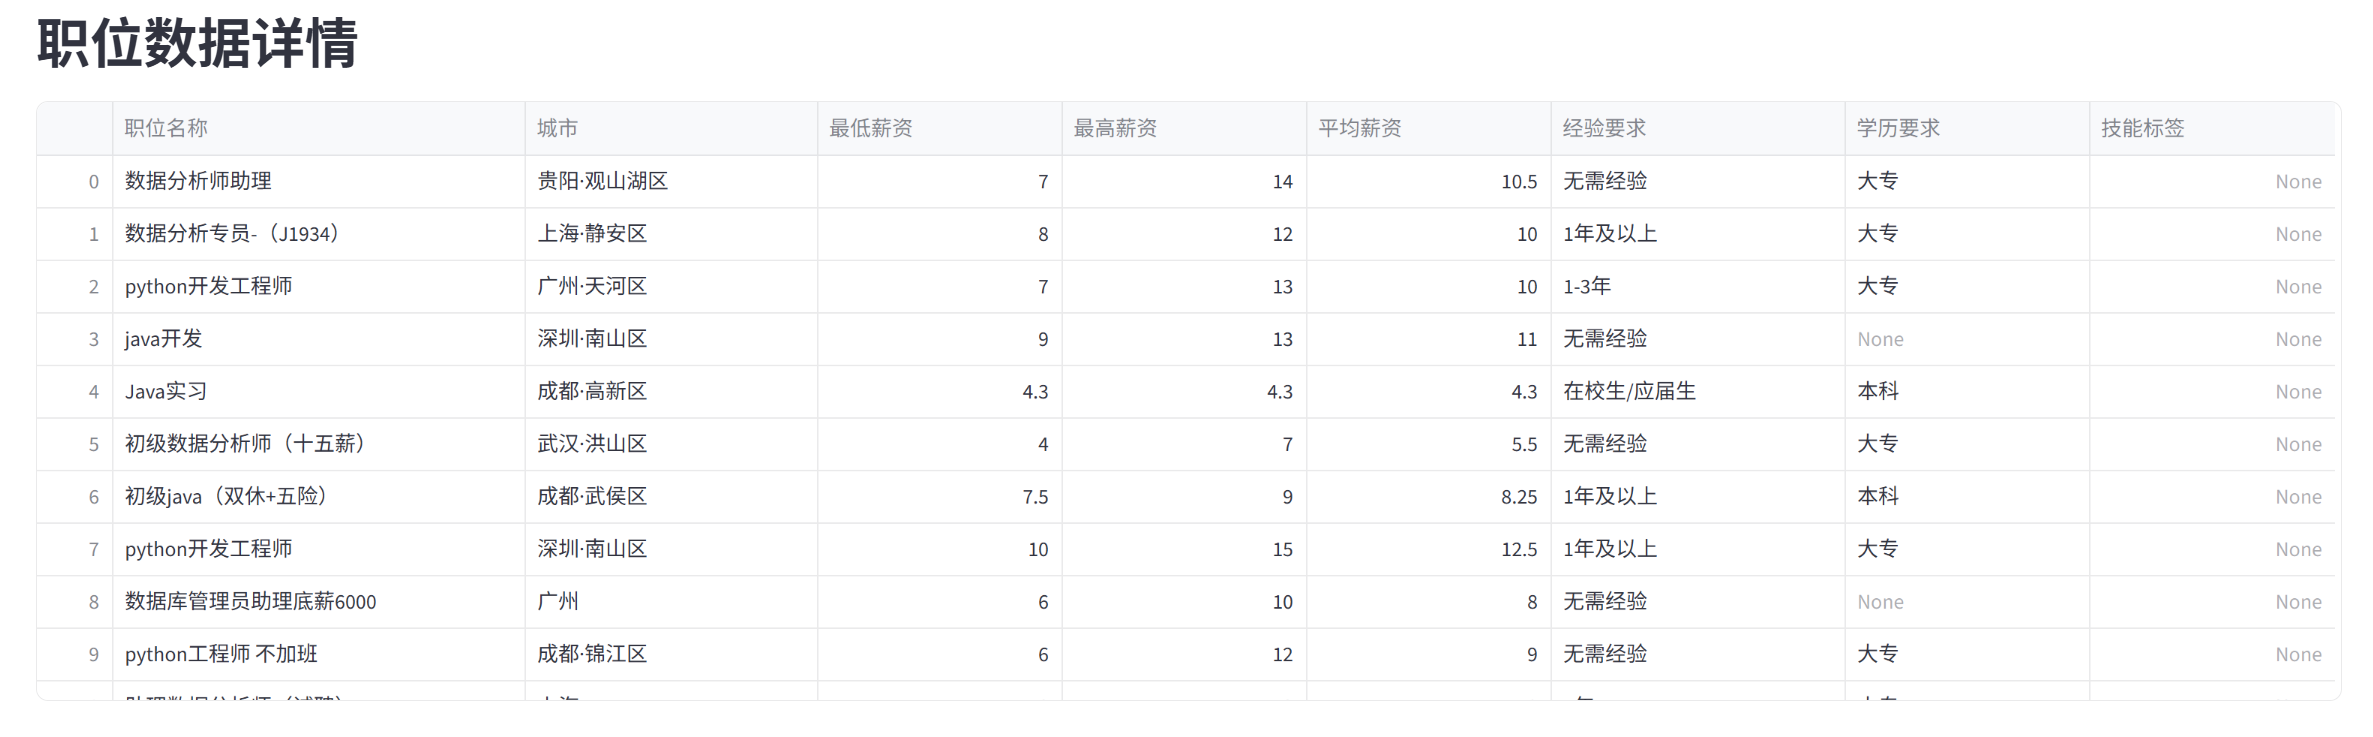 职位数据详情
职位名称 城市 最低薪资 最高薪资 平均薪资 经验要求 学历要求 技能标签
0 数据分析师助理 贵阳·观山湖区 7 14 10.5 无需经验 大专 None
1 数据分析专员-（J1934） 上海·静安区 8 12 10 1年及以上 大专 None
2 python开发工程师 广州·天河区 7 13 10 1-3年 大专 None
3 java开发 深圳·南山区 9 13 11 无需经验 None None
4 Java实习 成都·高新区 4.3 4.3 4.3 在校生/应届生 本科 None
5 初级数据分析师（十五薪） 武汉·洪山区 4 7 5.5 无需经验 大专 None
6 初级java（双休+五险） 成都·武侯区 7.5 9 8.25 1年及以上 本科 None
7 python开发工程师 深圳·南山区 10 15 12.5 1年及以上 大专 None
8 数据库管理员助理底薪6000 广州 6 10 8 无需经验 None None
9 python工程师 不加班 成都·锦江区 6 12 9 无需经验 大专 None